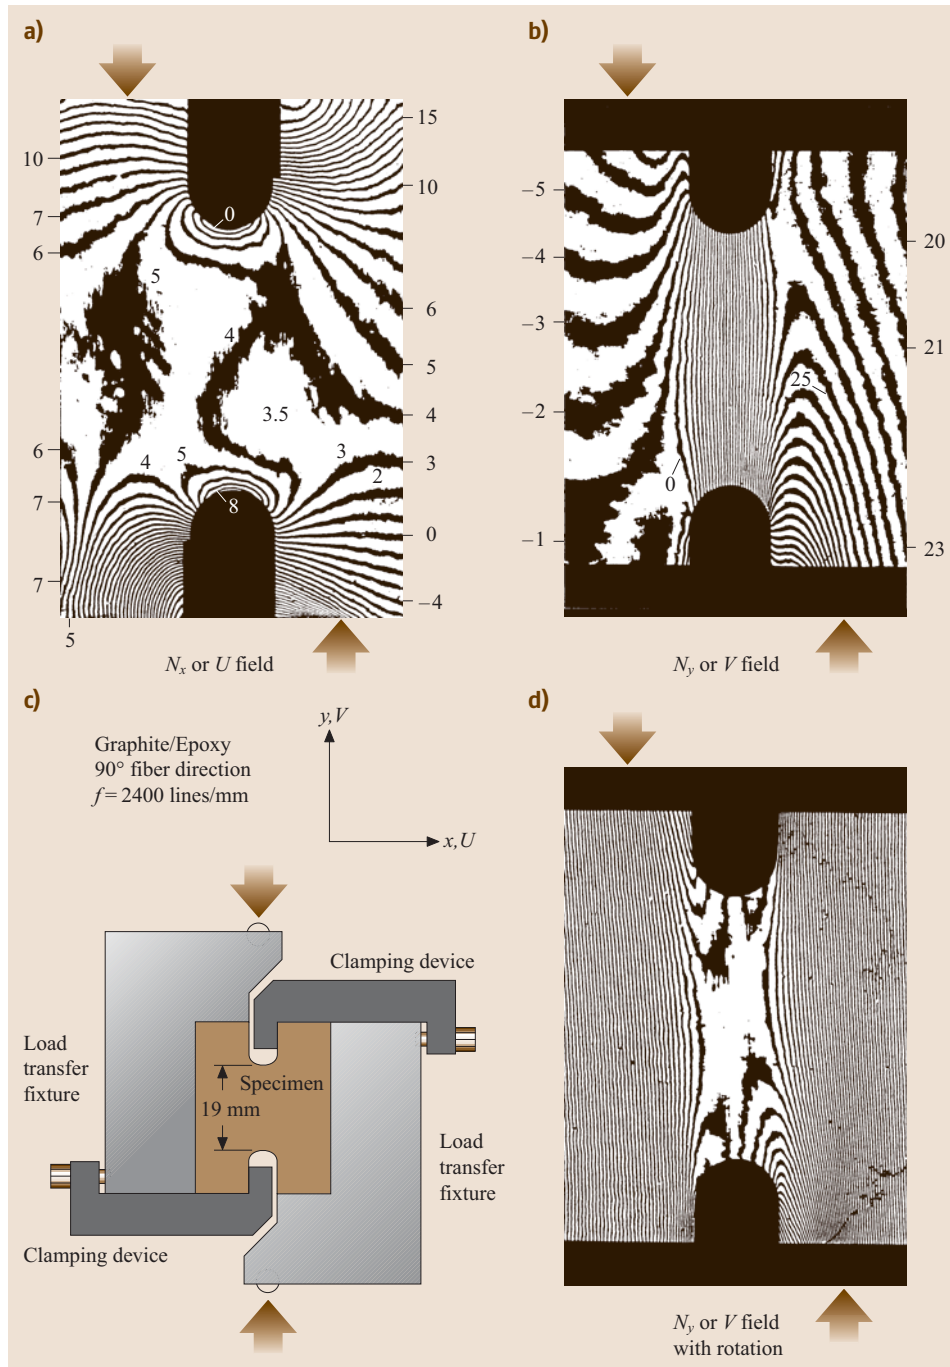 a)
15
10
10
7
0
6
5
6
4
5
3.5
4
6
4
5
3
3
2
7
8
0
7
−4
5
N_x or U field
b)
−5
20
−4
−3
21
25
−2
0
−1
23
N_y or V field
c)
y,V
Graphite/Epoxy
90° fiber direction
f = 2400 lines/mm
x,U
Clamping device
Load
transfer
fixture
Specimen
19 mm
Load
transfer
fixture
Clamping device
d)
N_y or V field
with rotation